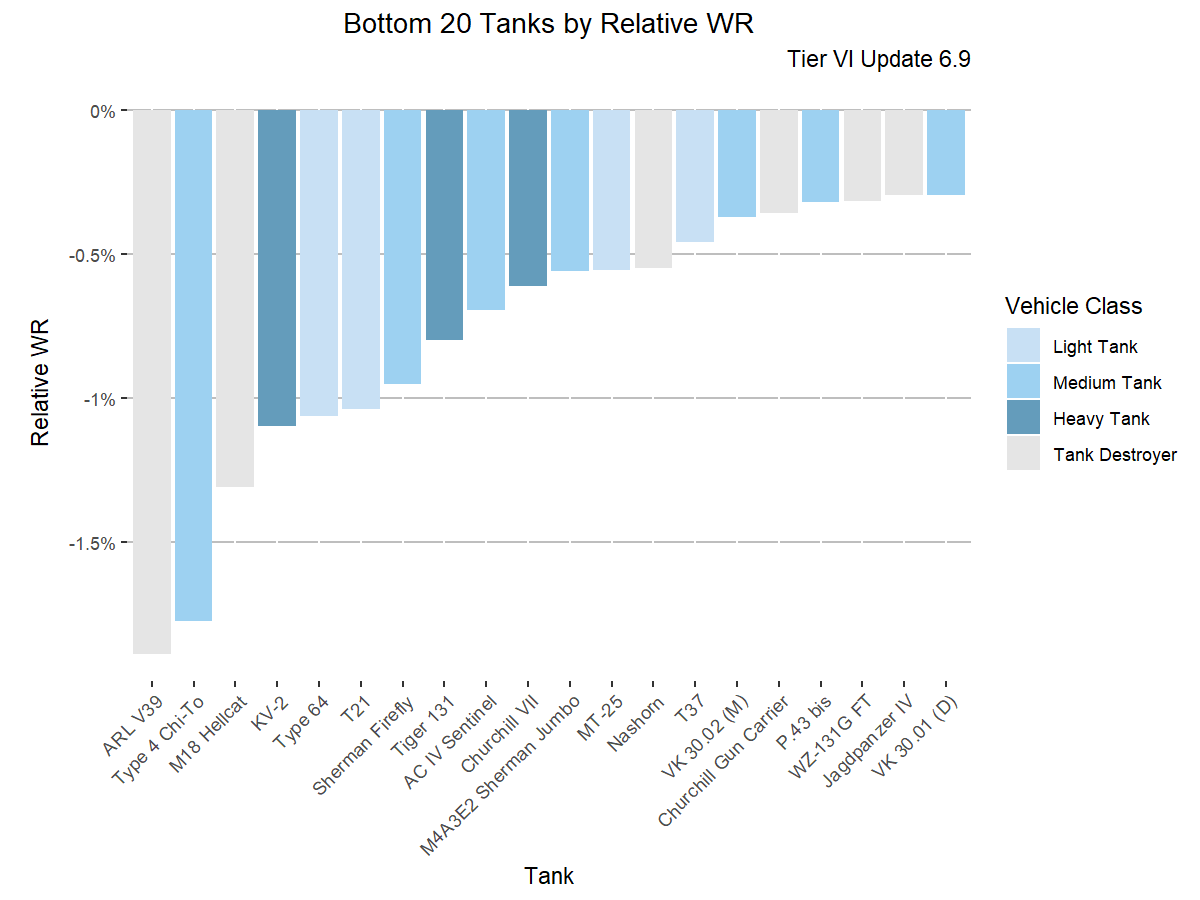 Bottom 20 Tanks by Relative WR
Tier VI Update 6.9
0%
-0.5%
-1%
-1.5%
Relative WR
ARL V39
Type 4 Chi-To
M18 Hellcat
KV-2
Type 64
T21
Sherman Firefly
Tiger 131
AC IV Sentinel
Churchill VII
M4A3E2 Sherman Jumbo
MT-25
Nashorn
T37
VK 30.02 (M)
Churchill Gun Carrier
P.43 bis
WZ-131G FT
Jagdpanzer IV
VK 30.01 (D)
Tank
Vehicle Class
Light Tank
Medium Tank
Heavy Tank
Tank Destroyer